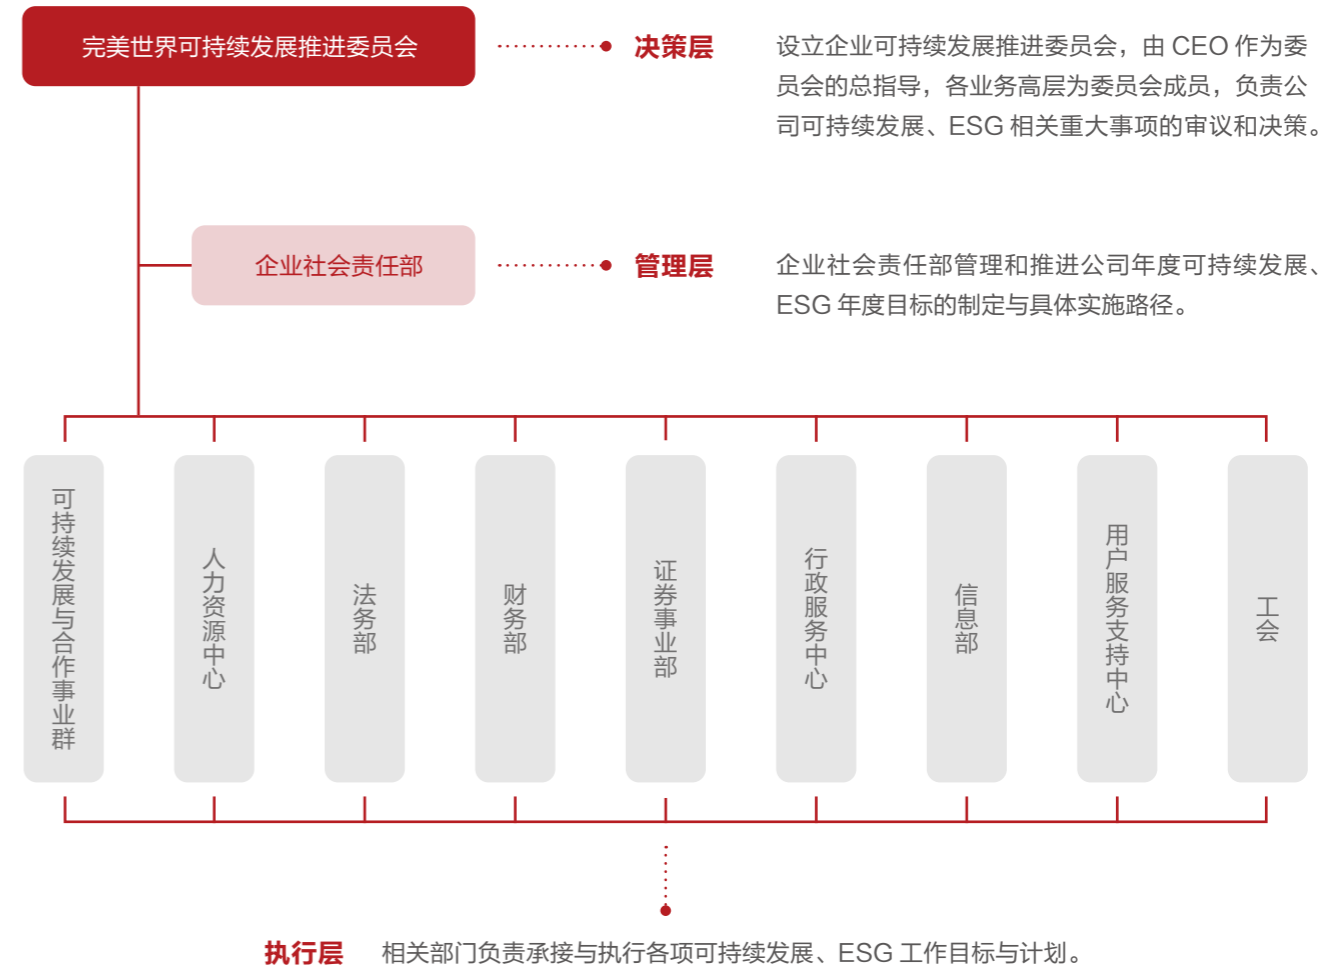 完美世界可持续发展推进委员会
决策层
设立企业可持续发展推进委员会，由 CEO 作为委
员会的总指导，各业务高层为委员会成员，负责公
司可持续发展、ESG 相关重大事项的审议和决策。
企业社会责任部
管理层
企业社会责任部管理和推进公司年度可持续发展、
ESG 年度目标的制定与具体实施路径。
可持续发展与合作事业群
人力资源中心
法务部
财务部
证券事业部
行政服务中心
信息部
用户服务支持中心
工会
执行层
相关部门负责承接与执行各项可持续发展、ESG 工作目标与计划。